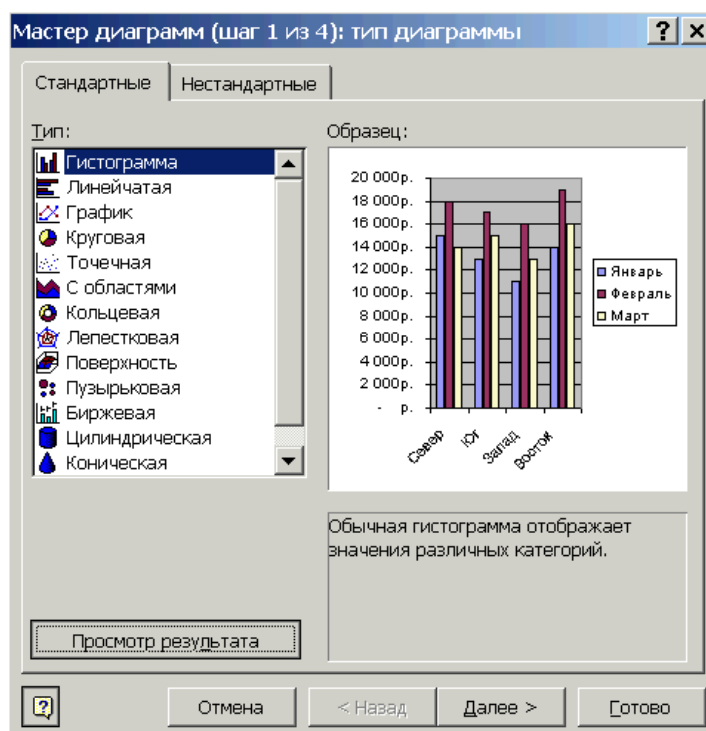 Мастер диаграмм (шаг 1 из 4): тип диаграммы
Стандартные
Нестандартные
Тип:
Гистограмма
Линейчатая
График
Круговая
Точечная
С областями
Кольцевая
Лепестковая
Поверхность
Пузырьковая
Биржевая
Цилиндрическая
Коническая
Образец:
20 000р.
18 000р.
16 000р.
14 000р.
12 000р.
10 000р.
8 000р.
6 000р.
4 000р.
2 000р.
- р.
Север
Юг
Запад
Восток
Январь
Февраль
Март
Обычная гистограмма отображает
значения различных категорий.
Просмотр результата
Отмена
< Назад
Далее >
Готово